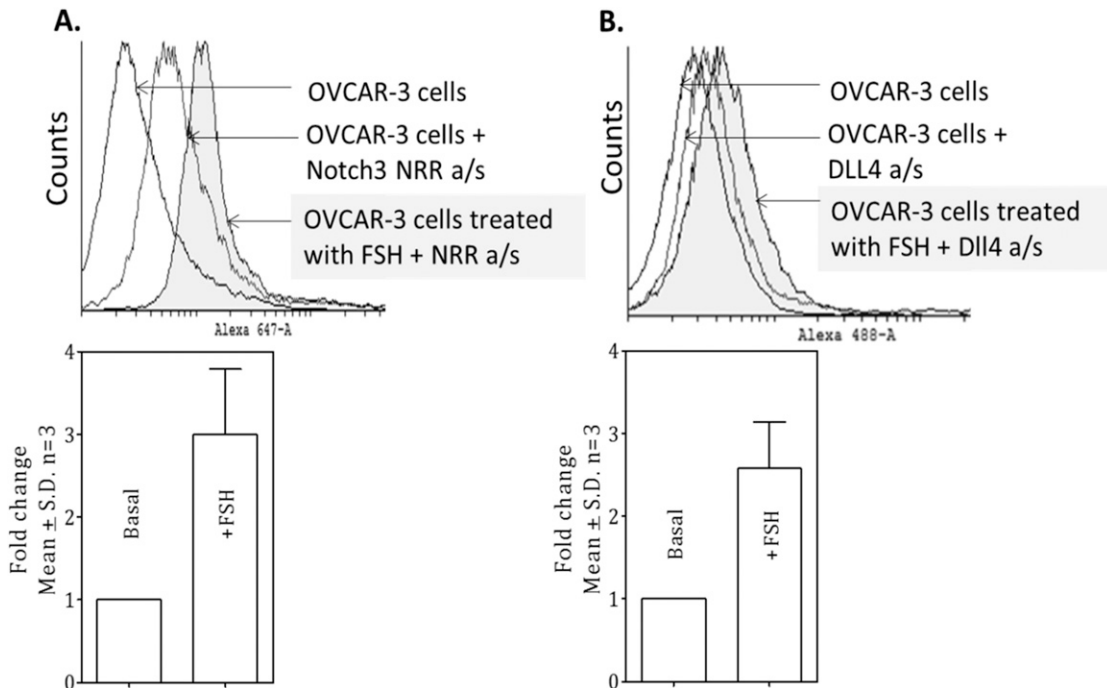 A.
Counts
OVCAR-3 cells
OVCAR-3 cells +
Notch3 NRR a/s
OVCAR-3 cells treated
with FSH + NRR a/s
Alexa 647-A
B.
Counts
OVCAR-3 cells
OVCAR-3 cells +
DLL4 a/s
OVCAR-3 cells treated
with FSH + Dll4 a/s
Alexa 488-A
Fold change
Mean ± S.D. n=3
4
3
2
1
0
Basal
+FSH
Fold change
Mean ± S.D. n=3
4
3
2
1
0
Basal
+FSH